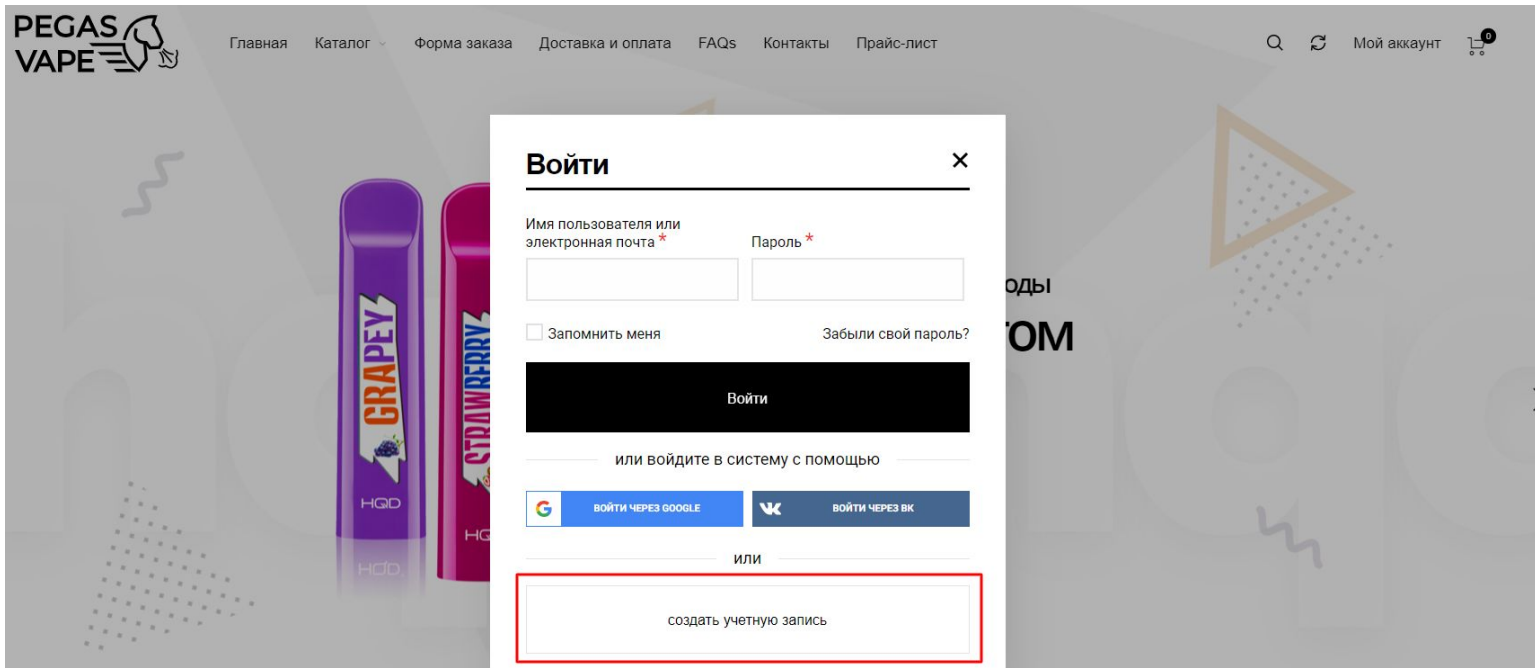 PEGAS
VAPE
Главная Каталог Форма заказа Доставка и оплата FAQs Контакты Прайс-лист Мой аккаунт 0
Войти
Имя пользователя или
электронная почта *
Пароль *
Запомнить меня Забыли свой пароль?
Войти
или войдите в систему с помощью
G ВОЙТИ ЧЕРЕЗ GOOGLE
ВОЙТИ ЧЕРЕЗ ВК
или
создать учетную запись
GRAPEY
HQD
STRAWBERRY
оды
ОМ